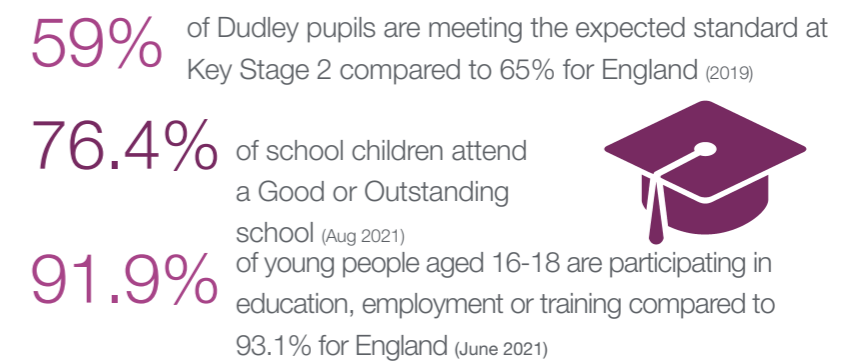 59% of Dudley pupils are meeting the expected standard at
Key Stage 2 compared to 65% for England (2019)
76.4% of school children attend
a Good or Outstanding
school (Aug 2021)
91.9% of young people aged 16-18 are participating in
education, employment or training compared to
93.1% for England (June 2021)